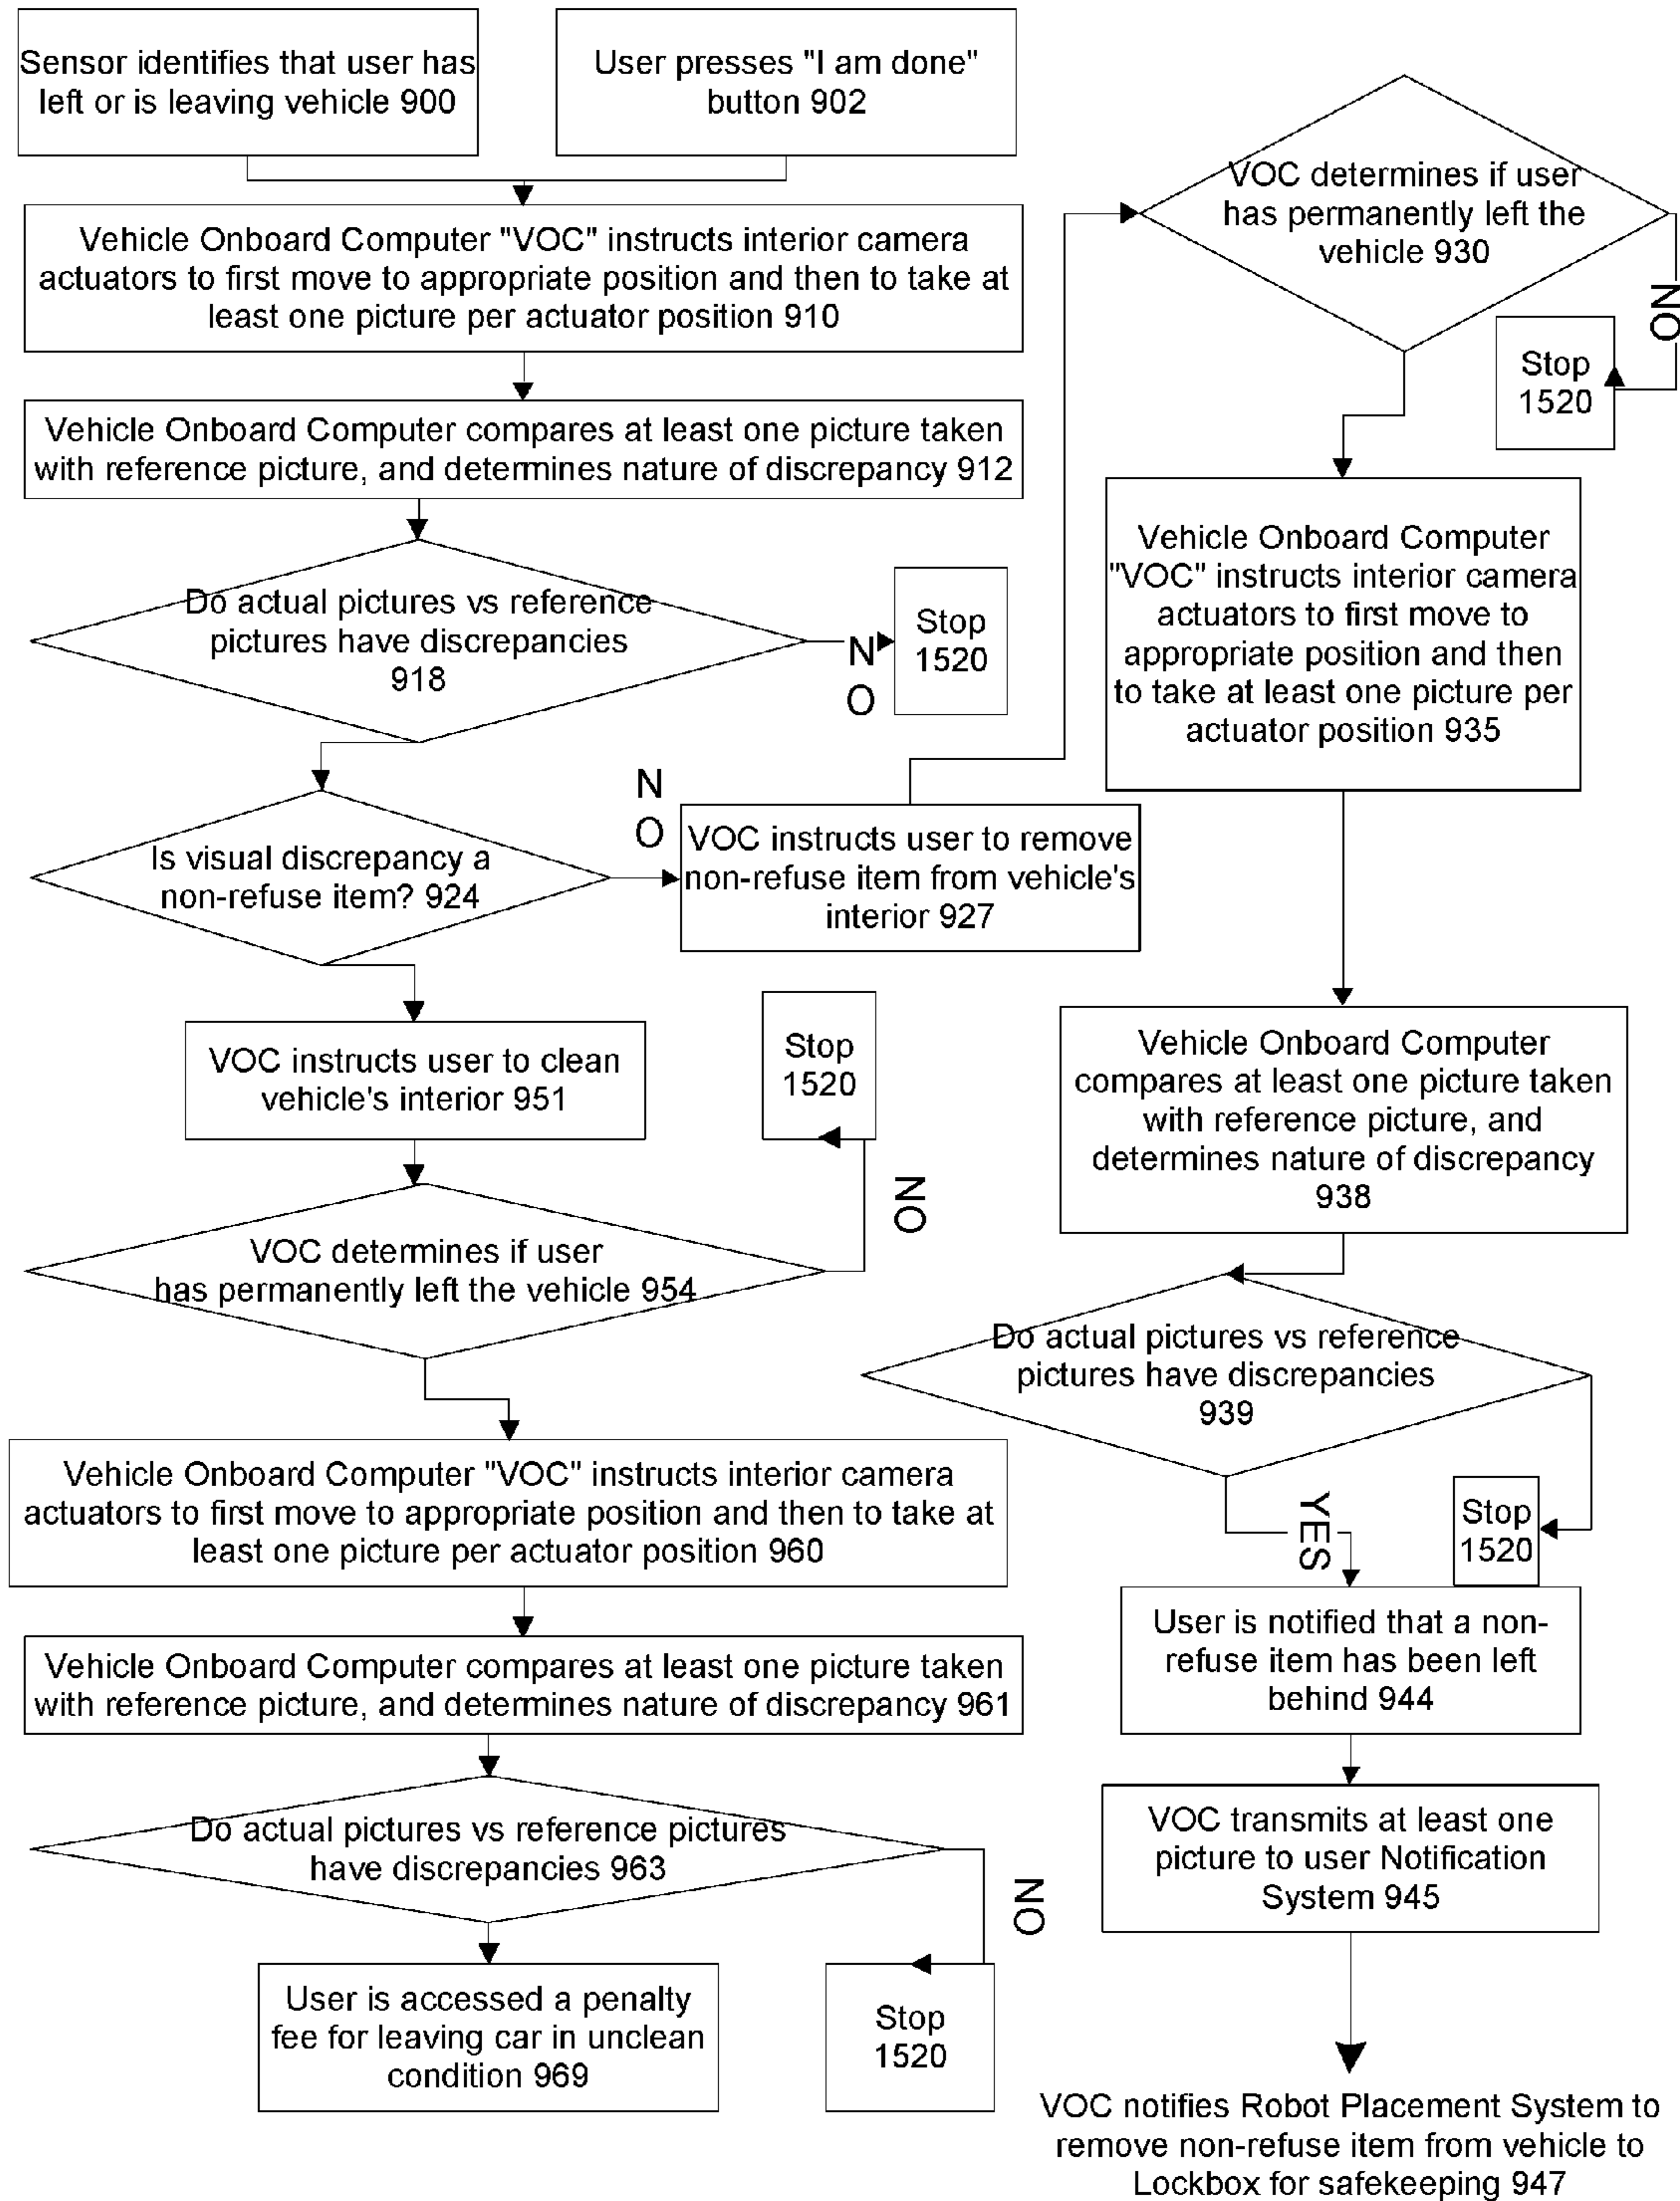 Sensor identifies that user has
left or is leaving vehicle 900
User presses "I am done"
button 902
Vehicle Onboard Computer "VOC" instructs interior camera
actuators to first move to appropriate position and then to take at
least one picture per actuator position 910
Vehicle Onboard Computer compares at least one picture taken
with reference picture, and determines nature of discrepancy 912
Do actual pictures vs reference
pictures have discrepancies
918
NO
Stop
1520
Is visual discrepancy a
non-refuse item? 924
NO
VOC instructs user to remove
non-refuse item from vehicle's
interior 927
VOC instructs user to clean
vehicle's interior 951
Stop
1520
NO
VOC determines if user
has permanently left the vehicle 954
Vehicle Onboard Computer "VOC" instructs interior camera
actuators to first move to appropriate position and then to take at
least one picture per actuator position 960
Vehicle Onboard Computer compares at least one picture taken
with reference picture, and determines nature of discrepancy 961
Do actual pictures vs reference pictures
have discrepancies 963
NO
User is accessed a penalty
fee for leaving car in unclean
condition 969
Stop
1520
VOC determines if user
has permanently left the
vehicle 930
NO
Stop
1520
Vehicle Onboard Computer
"VOC" instructs interior camera
actuators to first move to
appropriate position and then
to take at least one picture per
actuator position 935
Vehicle Onboard Computer
compares at least one picture taken
with reference picture, and
determines nature of discrepancy
938
Do actual pictures vs reference
pictures have discrepancies
939
YES
Stop
1520
User is notified that a non-
refuse item has been left
behind 944
VOC transmits at least one
picture to user Notification
System 945
VOC notifies Robot Placement System to
remove non-refuse item from vehicle to
Lockbox for safekeeping 947